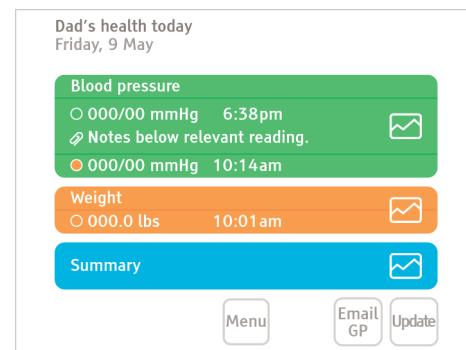 Dad's health today
Friday, 9 May
Blood pressure
000/00 mmHg 6:38pm
Notes below relevant reading.
000/00 mmHg 10:14am
Weight
000.0 lbs 10:01am
Summary
Menu
Email
GP
Update